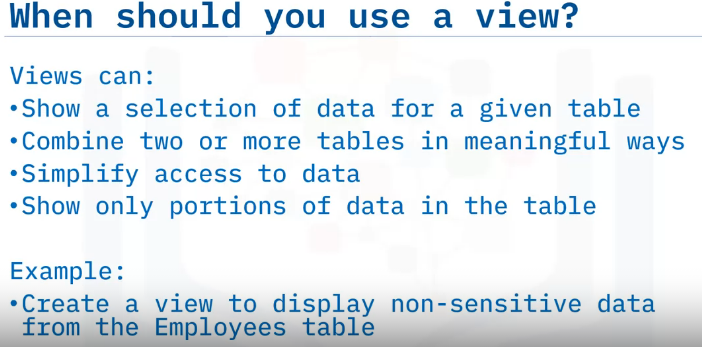 When should you use a view?
Views can:
•Show a selection of data for a given table
•Combine two or more tables in meaningful ways
•Simplify access to data
•Show only portions of data in the table
Example:
•Create a view to display non-sensitive data
from the Employees table